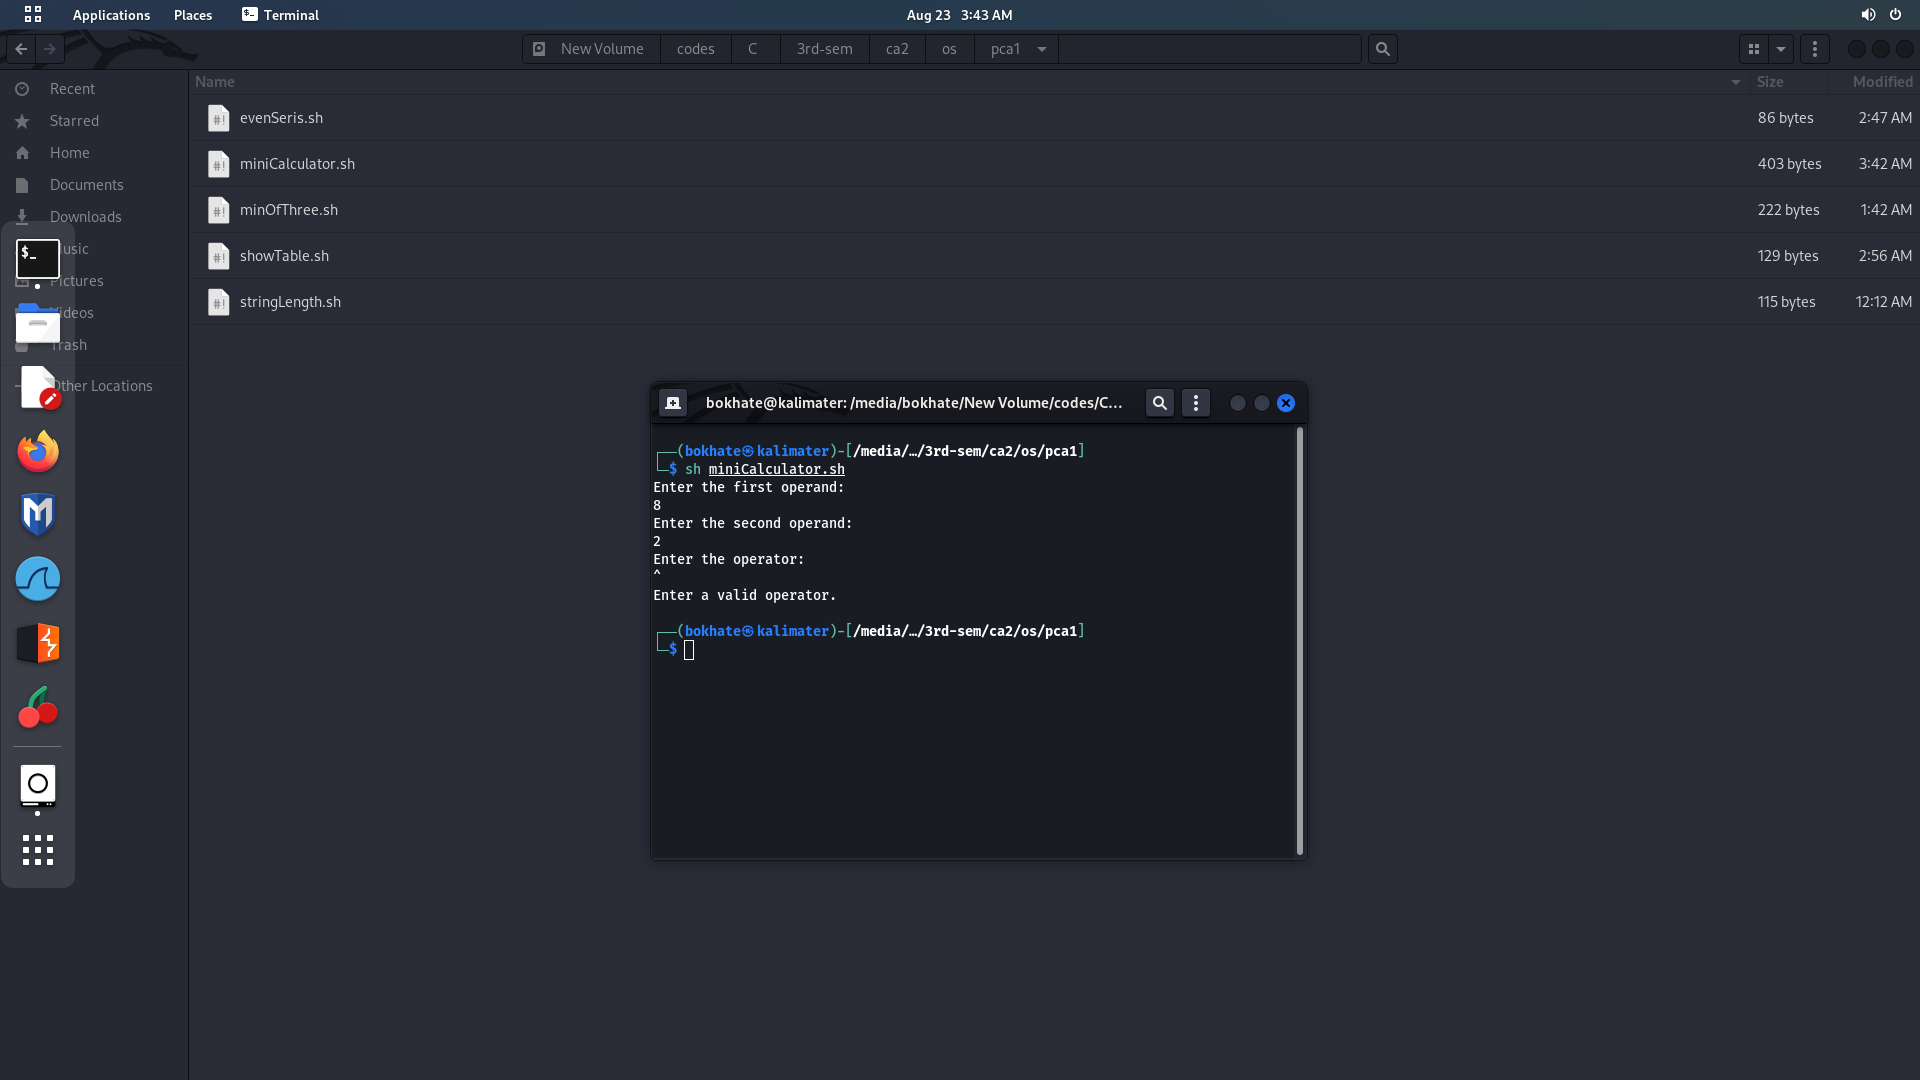 Applications Places Terminal Aug 23 3:43 AM
New Volume codes C 3rd-sem ca2 os pca1
Name Size Modified
Recent
Starred
Home
Documents
Downloads
usic
Pictures
ideos
Trash
Other Locations
evenSeris.sh 86 bytes 2:47 AM
miniCalculator.sh 403 bytes 3:42 AM
minOfThree.sh 222 bytes 1:42 AM
showTable.sh 129 bytes 2:56 AM
stringLength.sh 115 bytes 12:12 AM
bokhate@kalimater: /media/bokhate/New Volume/codes/C...
┌──(bokhate㉿kalimater)-[/media/…/3rd-sem/ca2/os/pca1]
└─$ sh miniCalculator.sh
Enter the first operand:
8
Enter the second operand:
2
Enter the operator:
^
Enter a valid operator.
┌──(bokhate㉿kalimater)-[/media/…/3rd-sem/ca2/os/pca1]
└─$